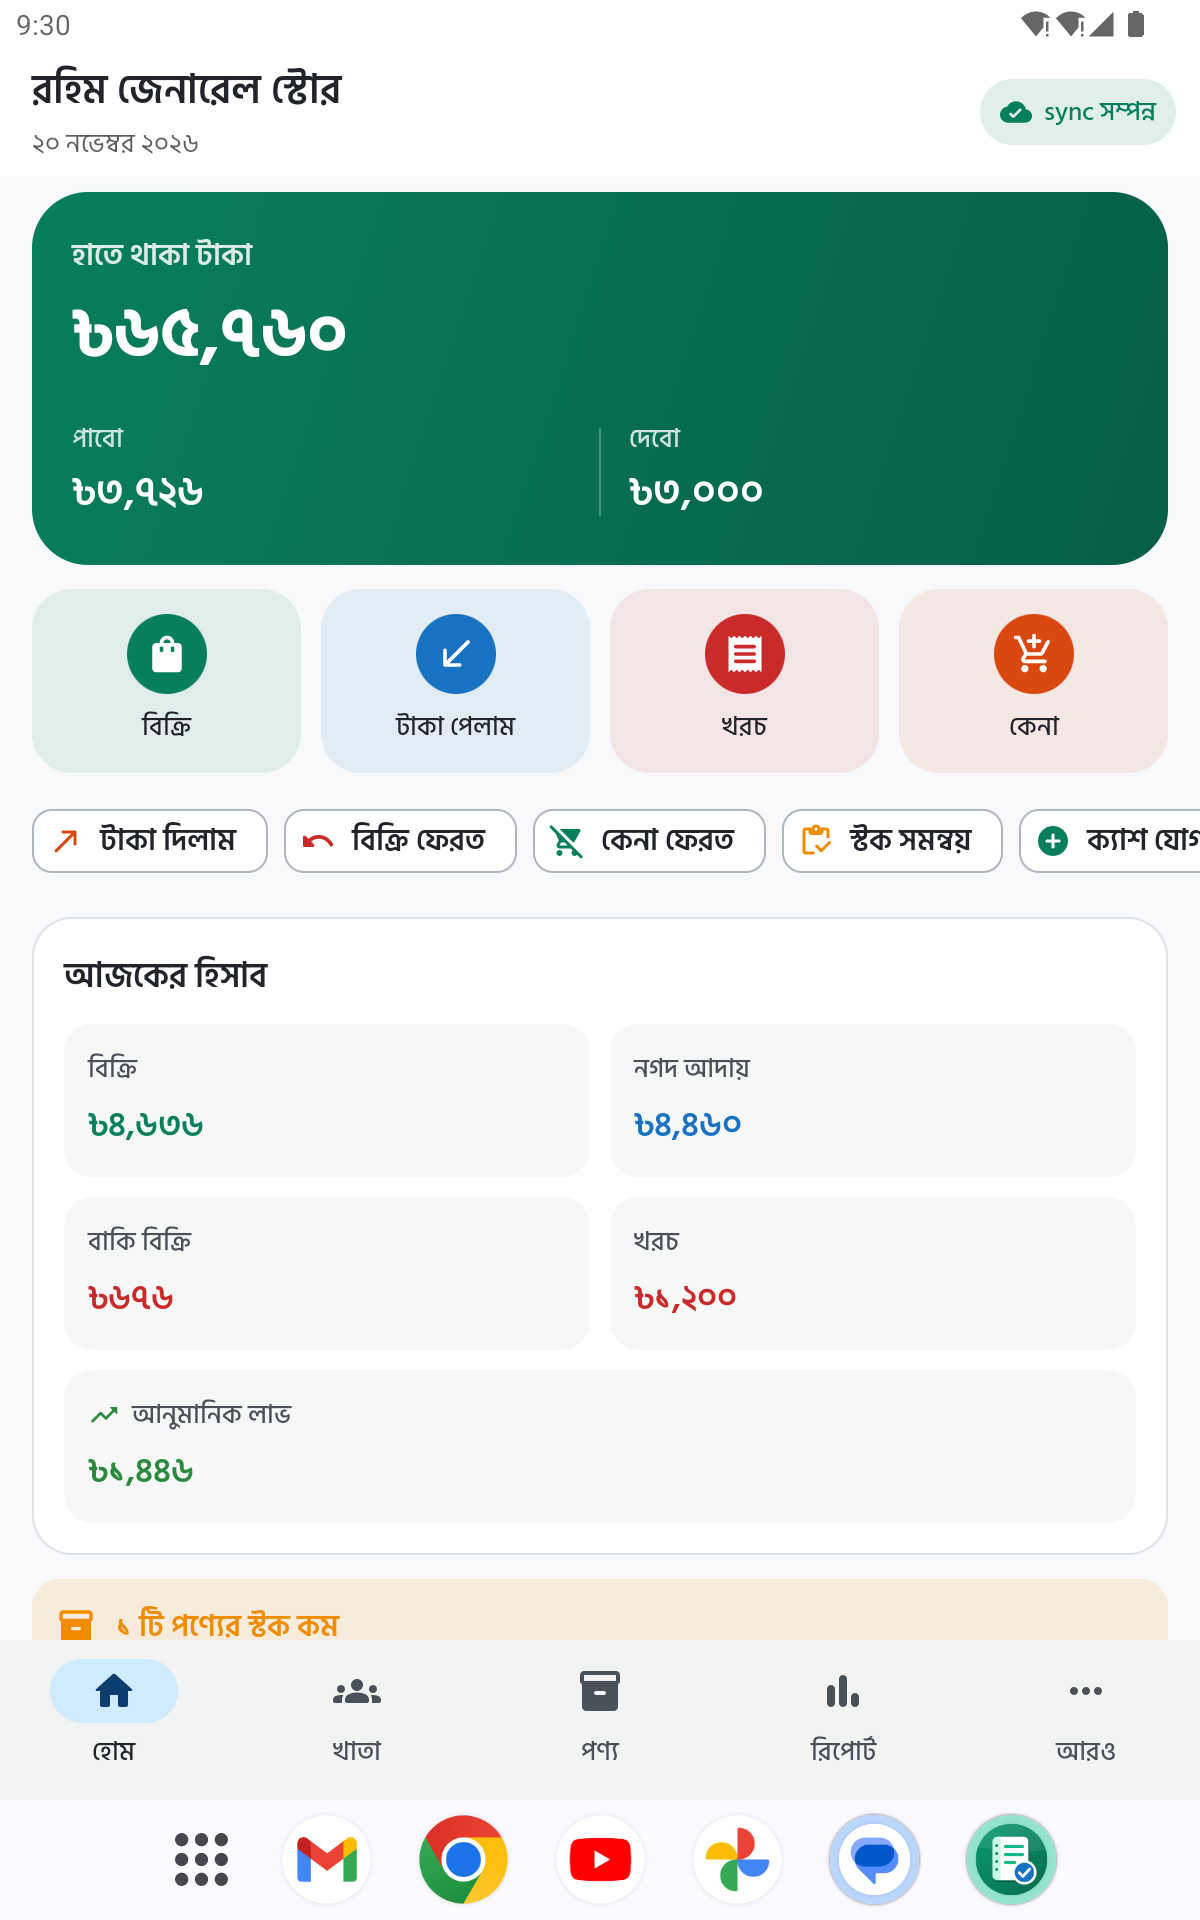 9:30
রহিম জেনারেল স্টোর
২০ নভেম্বর ২০২৬
sync সম্পন্ন
হাতে থাকা টাকা
৳৬৫,৭৬০
পাবো
দেবো
৳৩,৭২৬
৳৩,০০০
বিক্রি
টাকা পেলাম
খরচ
কেনা
টাকা দিলাম
বিক্রি ফেরত
কেনা ফেরত
স্টক সমন্বয়
ক্যাশ
আজকের হিসাব
বিক্রি
নগদ আদায়
৳৪,৬৩৬
৳৪,৪৬০
বাকি বিক্রি
খরচ
৳৬৭৬
৳১,২০০
আনুমানিক লাভ
৳১,৪৪৬
১ টি পণ্যের স্টক কম
হোম
খাতা
পণ্য
রিপোর্ট
আরও